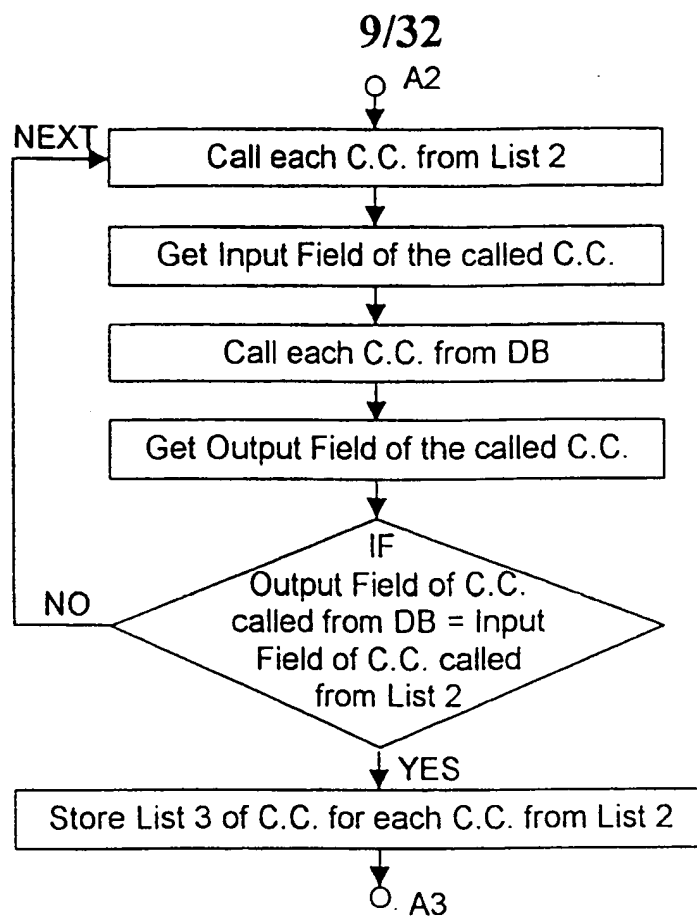 9/32
A2
NEXT
Call each C.C. from List 2
Get Input Field of the called C.C.
Call each C.C. from DB
Get Output Field of the called C.C.
IF
Output Field of C.C.
called from DB = Input
Field of C.C. called
from List 2
NO
YES
Store List 3 of C.C. for each C.C. from List 2
A3